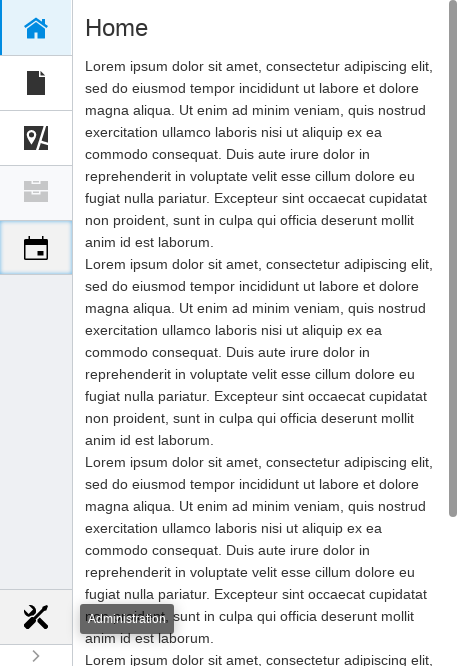 Home
Lorem ipsum dolor sit amet, consectetur adipiscing elit,
sed do eiusmod tempor incididunt ut labore et dolore
magna aliqua. Ut enim ad minim veniam, quis nostrud
exercitation ullamco laboris nisi ut aliquip ex ea
commodo consequat. Duis aute irure dolor in
reprehenderit in voluptate velit esse cillum dolore eu
fugiat nulla pariatur. Excepteur sint occaecat cupidatat
non proident, sunt in culpa qui officia deserunt mollit
anim id est laborum.
Lorem ipsum dolor sit amet, consectetur adipiscing elit,
sed do eiusmod tempor incididunt ut labore et dolore
magna aliqua. Ut enim ad minim veniam, quis nostrud
exercitation ullamco laboris nisi ut aliquip ex ea
commodo consequat. Duis aute irure dolor in
reprehenderit in voluptate velit esse cillum dolore eu
fugiat nulla pariatur. Excepteur sint occaecat cupidatat
non proident, sunt in culpa qui officia deserunt mollit
anim id est laborum.
Lorem ipsum dolor sit amet, consectetur adipiscing elit,
sed do eiusmod tempor incididunt ut labore et dolore
magna aliqua. Ut enim ad minim veniam, quis nostrud
exercitation ullamco laboris nisi ut aliquip ex ea
commodo consequat. Duis aute irure dolor in
reprehenderit in voluptate velit esse cillum dolore eu
fugiat nulla pariatur. Excepteur sint occaecat cupidatat
Administration sunt in culpa qui officia deserunt mollit
anim id est laborum.
Lorem ipsum dolor sit amet, consectetur adipiscing elit,